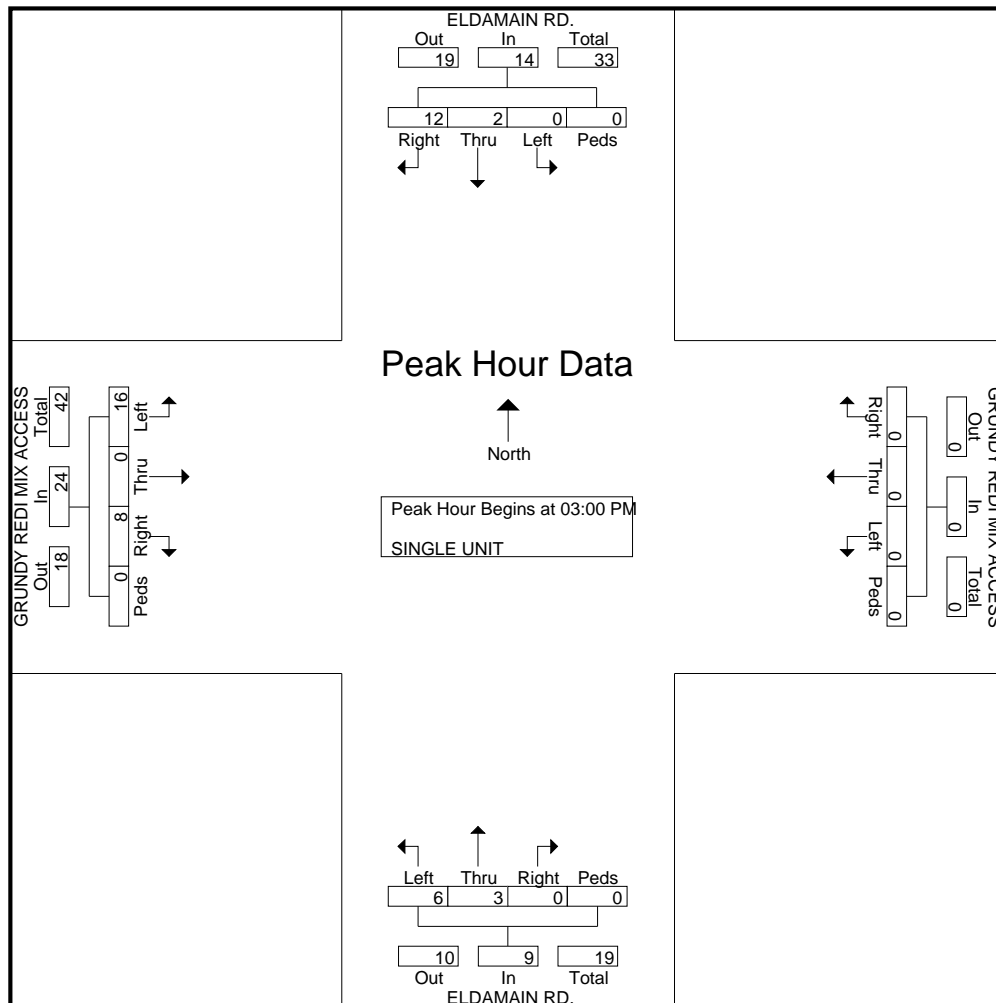 ELDAMAIN RD.
Out In Total
19 14 33
12 2 0 0
Right Thru Left Peds
Peak Hour Data
North
Peak Hour Begins at 03:00 PM
SINGLE UNIT
GRUNDY REDI MIX ACCESS
Out In Total
18 24 42
Left Thru Right Peds
16 0 8 0
GRUNDY REDI MIX ACCESS
Out In Total
0 0 0
Right Thru Left Peds
0 0 0 0
Left Thru Right Peds
6 3 0 0
10 9 19
Out In Total
ELDAMAIN RD.